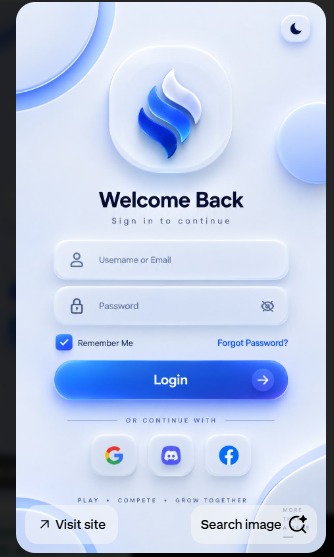 Welcome Back
Sign in to continue
Username or Email
Password
Remember Me
Forgot Password?
Login
OR CONTINUE WITH
PLAY • COMPETE • GROW TOGETHER
MORE
Visit site
Search image